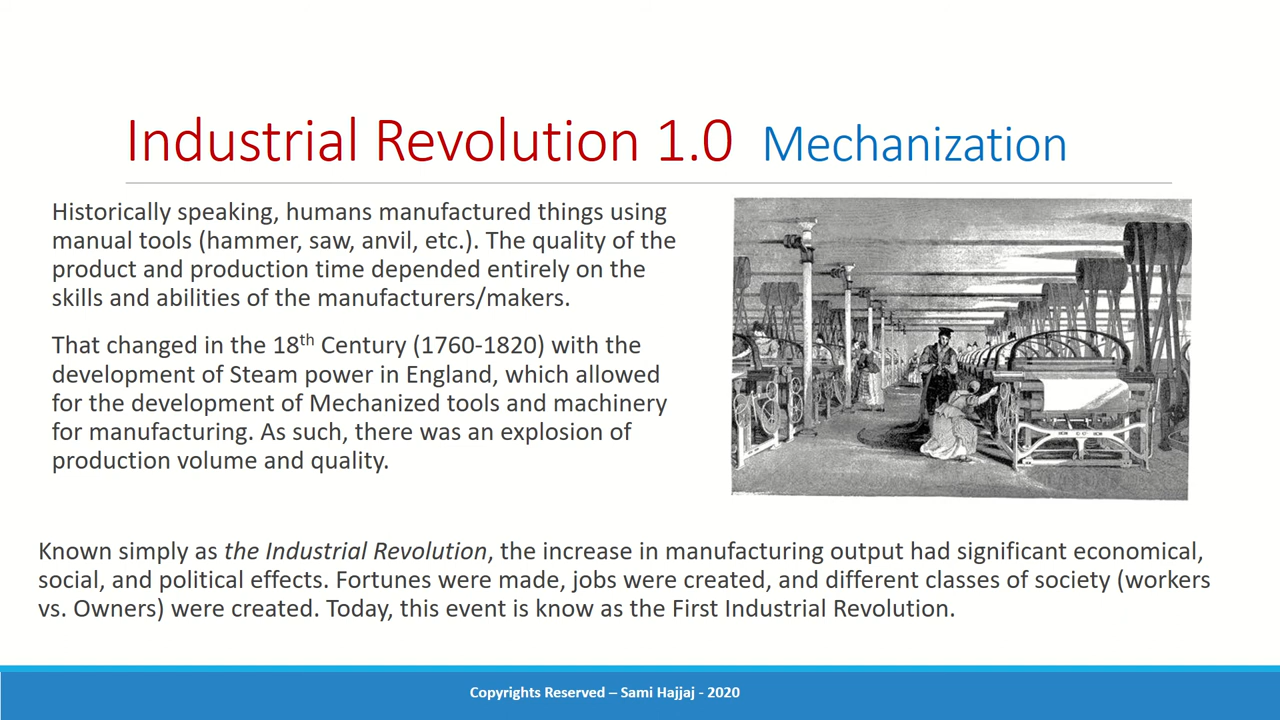 Industrial Revolution 1.0 Mechanization
Historically speaking, humans manufactured things using
manual tools (hammer, saw, anvil, etc.). The quality of the
product and production time depended entirely on the
skills and abilities of the manufacturers/makers.
That changed in the 18th Century (1760-1820) with the
development of Steam power in England, which allowed
for the development of Mechanized tools and machinery
for manufacturing. As such, there was an explosion of
production volume and quality.
Known simply as the Industrial Revolution, the increase in manufacturing output had significant economical,
social, and political effects. Fortunes were made, jobs were created, and different classes of society (workers
vs. Owners) were created. Today, this event is know as the First Industrial Revolution.
Copyrights Reserved – Sami Hajjaj - 2020